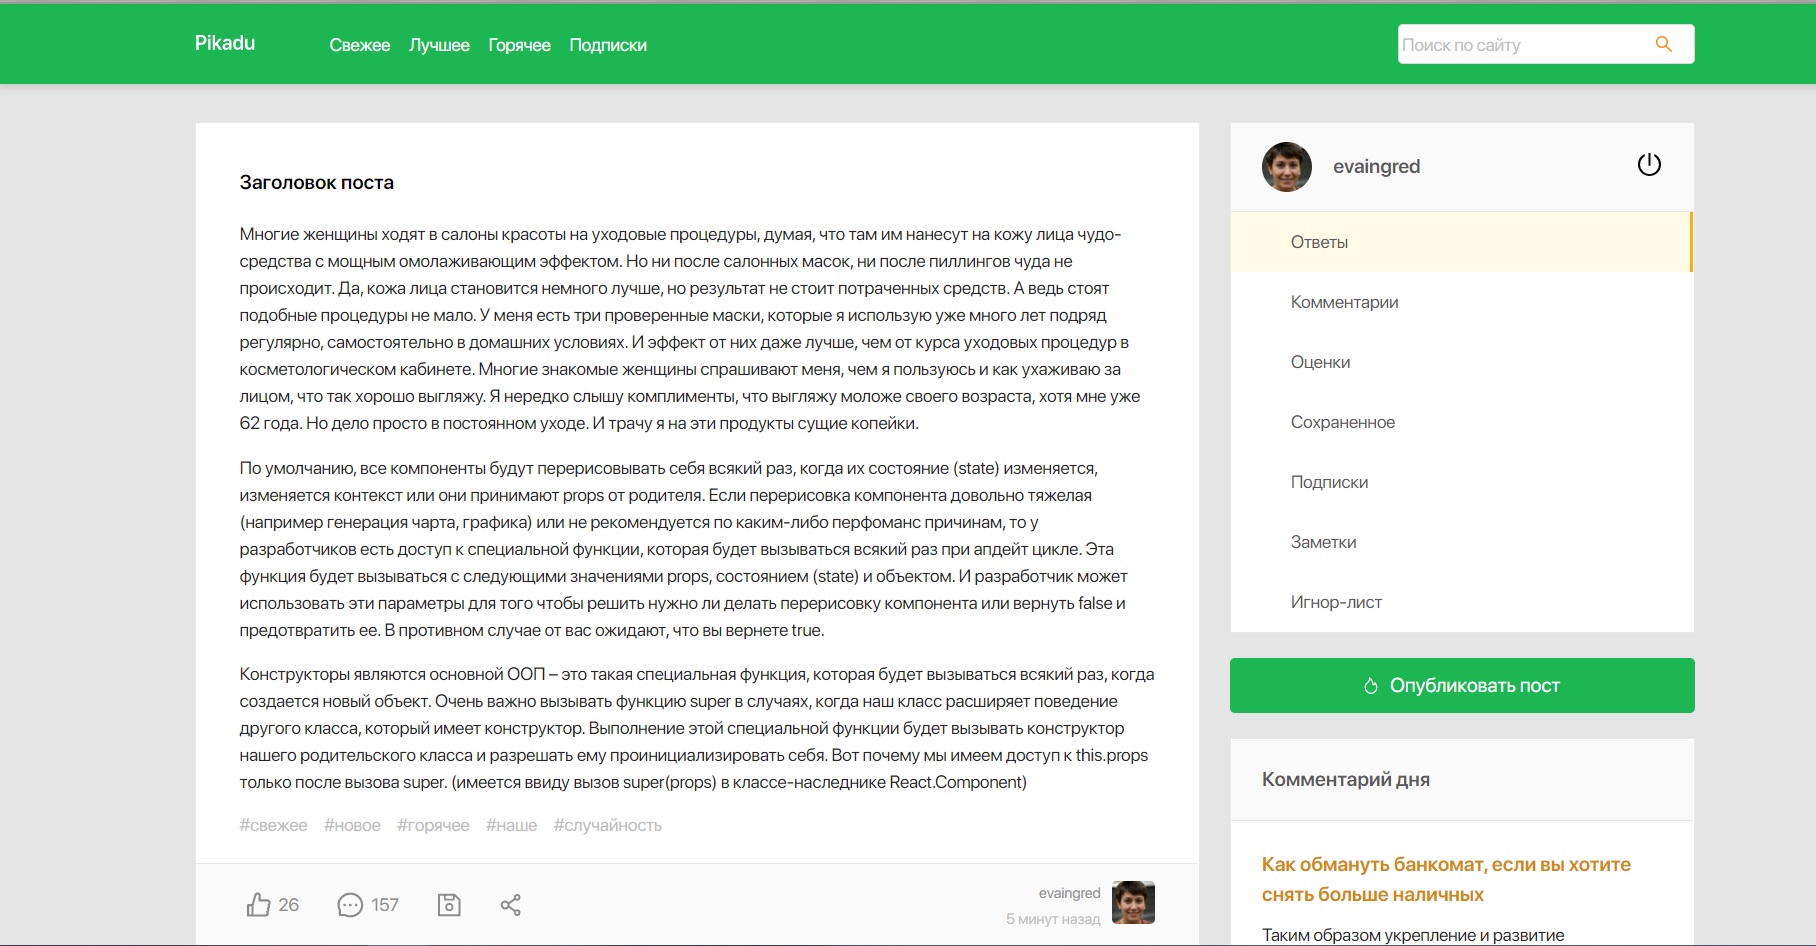 Pikadu
Свежее Лучшее Горячее Подписки
Поиск по сайту
Заголовок поста
Многие женщины ходят в салоны красоты на уходовые процедуры, думая, что там им нанесут на кожу лица чудо-
средства с мощным омолаживающим эффектом. Но ни после салонных масок, ни после пиллингов чуда не
происходит. Да, кожа лица становится немного лучше, но результат не стоит потраченных средств. А ведь стоят
подобные процедуры не мало. У меня есть три проверенные маски, которые я использую уже много лет подряд
регулярно, самостоятельно в домашних условиях. И эффект от них даже лучше, чем от курса уходовых процедур в
косметологическом кабинете. Многие знакомые женщины спрашивают меня, чем я пользуюсь и как ухаживаю за
лицом, что так хорошо выгляжу. Я нередко слышу комплименты, что выгляжу моложе своего возраста, хотя мне уже
62 года. Но дело просто в постоянном уходе. И трачу я на эти продукты сущие копейки.
По умолчанию, все компоненты будут перерисовывать себя всякий раз, когда их состояние (state) изменяется,
изменяется контекст или они принимают props от родителя. Если перерисовка компонента довольно тяжелая
(например генерация чарта, графика) или не рекомендуется по каким-либо перфоманс причинам, то у
разработчиков есть доступ к специальной функции, которая будет вызываться всякий раз при апдейт цикле. Эта
функция будет вызываться с следующими значениями props, состоянием (state) и объектом. И разработчик может
использовать эти параметры для того чтобы решить нужно ли делать перерисовку компонента или вернуть false и
предотвратить ее. В противном случае от вас ожидают, что вы вернете true.
Конструкторы являются основной ООП – это такая специальная функция, которая будет вызываться всякий раз, когда
создается новый объект. Очень важно вызывать функцию super в случаях, когда наш класс расширяет поведение
другого класса, который имеет конструктор. Выполнение этой специальной функции будет вызывать конструктор
нашего родительского класса и разрешать ему проинициализировать себя. Вот почему мы имеем доступ к this.props
только после вызова super. (имеется ввиду вызов super(props) в классе-наследнике React.Component)
#свежее #новое #горячее #наше #случайность
26 157
evaingred
5 минут назад
evaingred
Ответы
Комментарии
Оценки
Сохраненное
Подписки
Заметки
Игнор-лист
Опубликовать пост
Комментарий дня
Как обмануть банкомат, если вы хотите
снять больше наличных
Таким образом укрепление и развитие